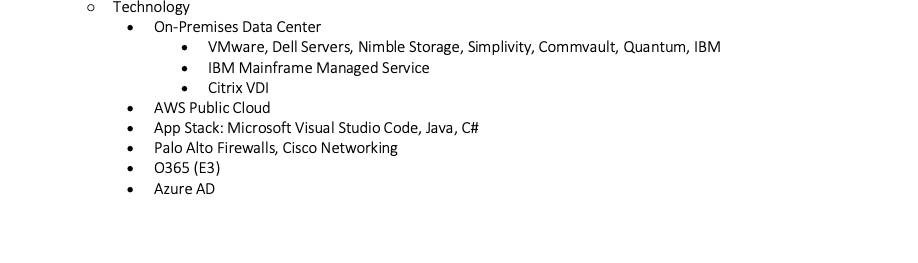 ○ Technology
• On-Premises Data Center
• VMware, Dell Servers, Nimble Storage, Simplivity, Commvault, Quantum, IBM
• IBM Mainframe Managed Service
• Citrix VDI
• AWS Public Cloud
• App Stack: Microsoft Visual Studio Code, Java, C#
• Palo Alto Firewalls, Cisco Networking
• O365 (E3)
• Azure AD